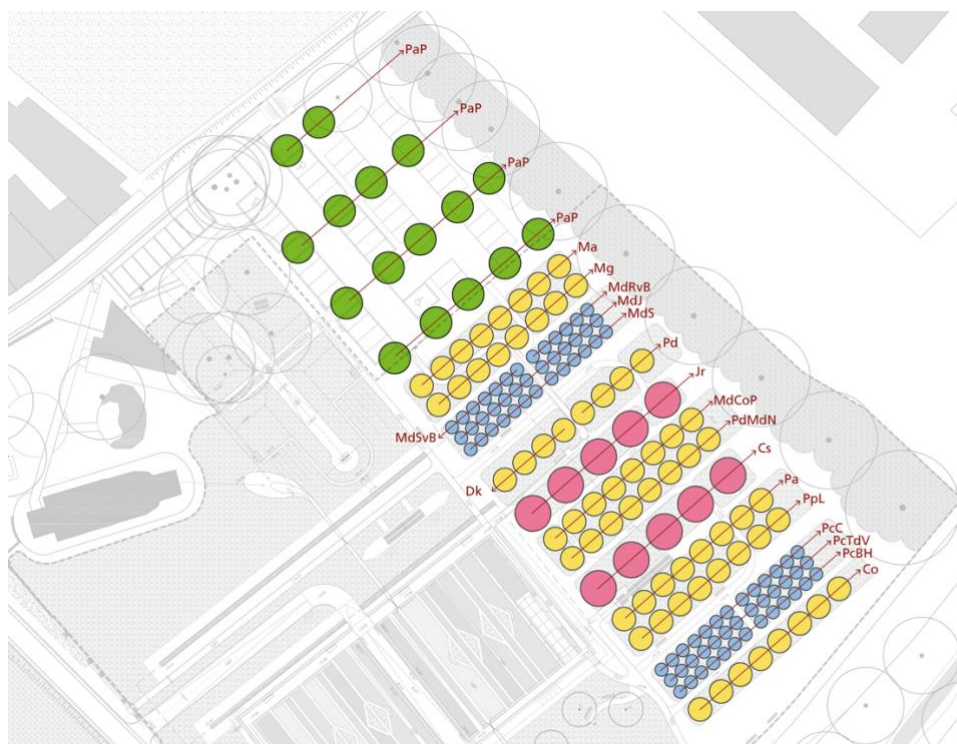 PaP
PaP
PaP
PaP
Ma
Mg
MdRvB
MdJ
MdS
Pd
Jr
MdCoP
PdMdN
MdSvB
Cs
Dk
Pa
PpL
PcC
PcTdV
PcBH
Co